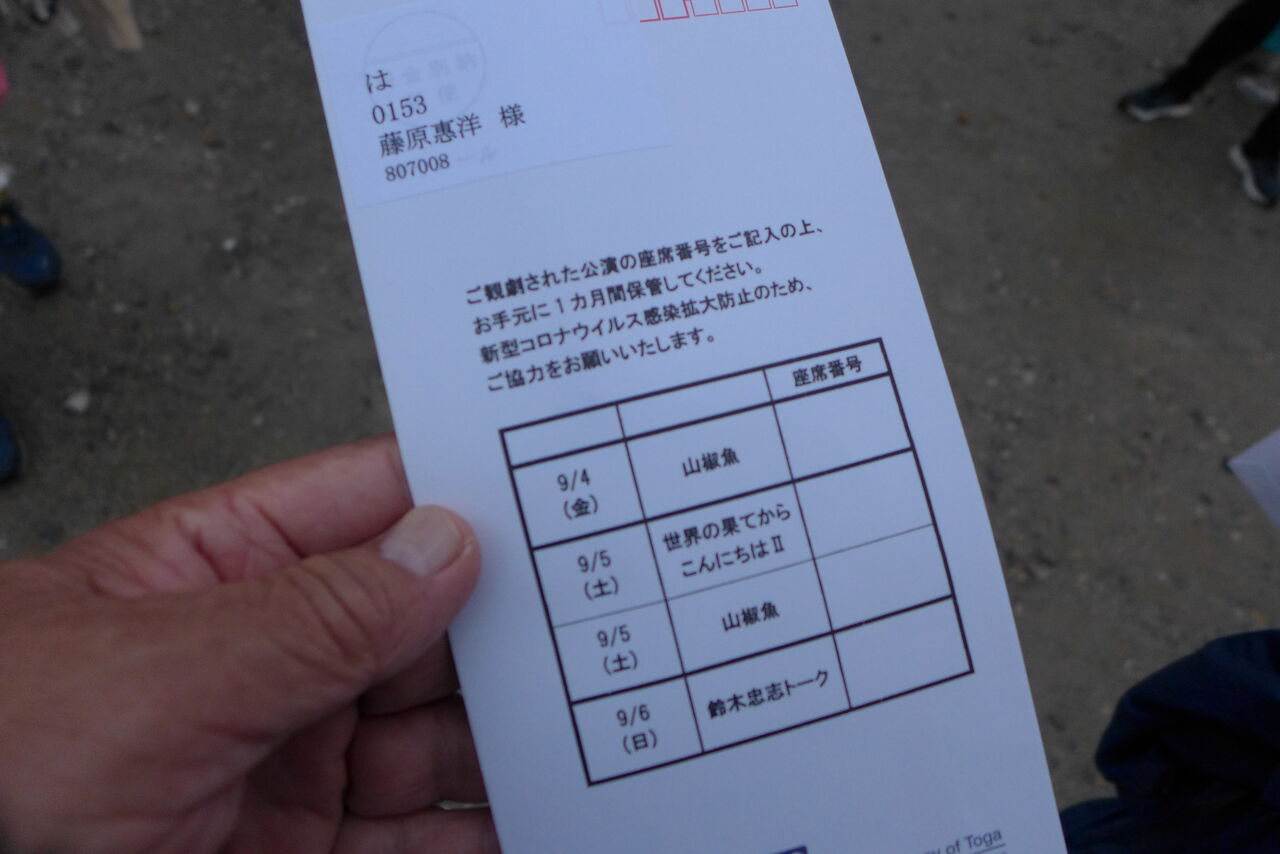 は
0153
藤原惠洋 様
807008
ご観劇された公演の座席番号をご記入の上、
お手元に1カ月間保管してください。
新型コロナウイルス感染拡大防止のため、
ご協力をお願いいたします。
座席番号
9/4
(金)
山椒魚
9/5
(土)
世界の果てから
こんにちはⅡ
9/5
(土)
山椒魚
9/6
(日)
鈴木忠志トーク
of Toga